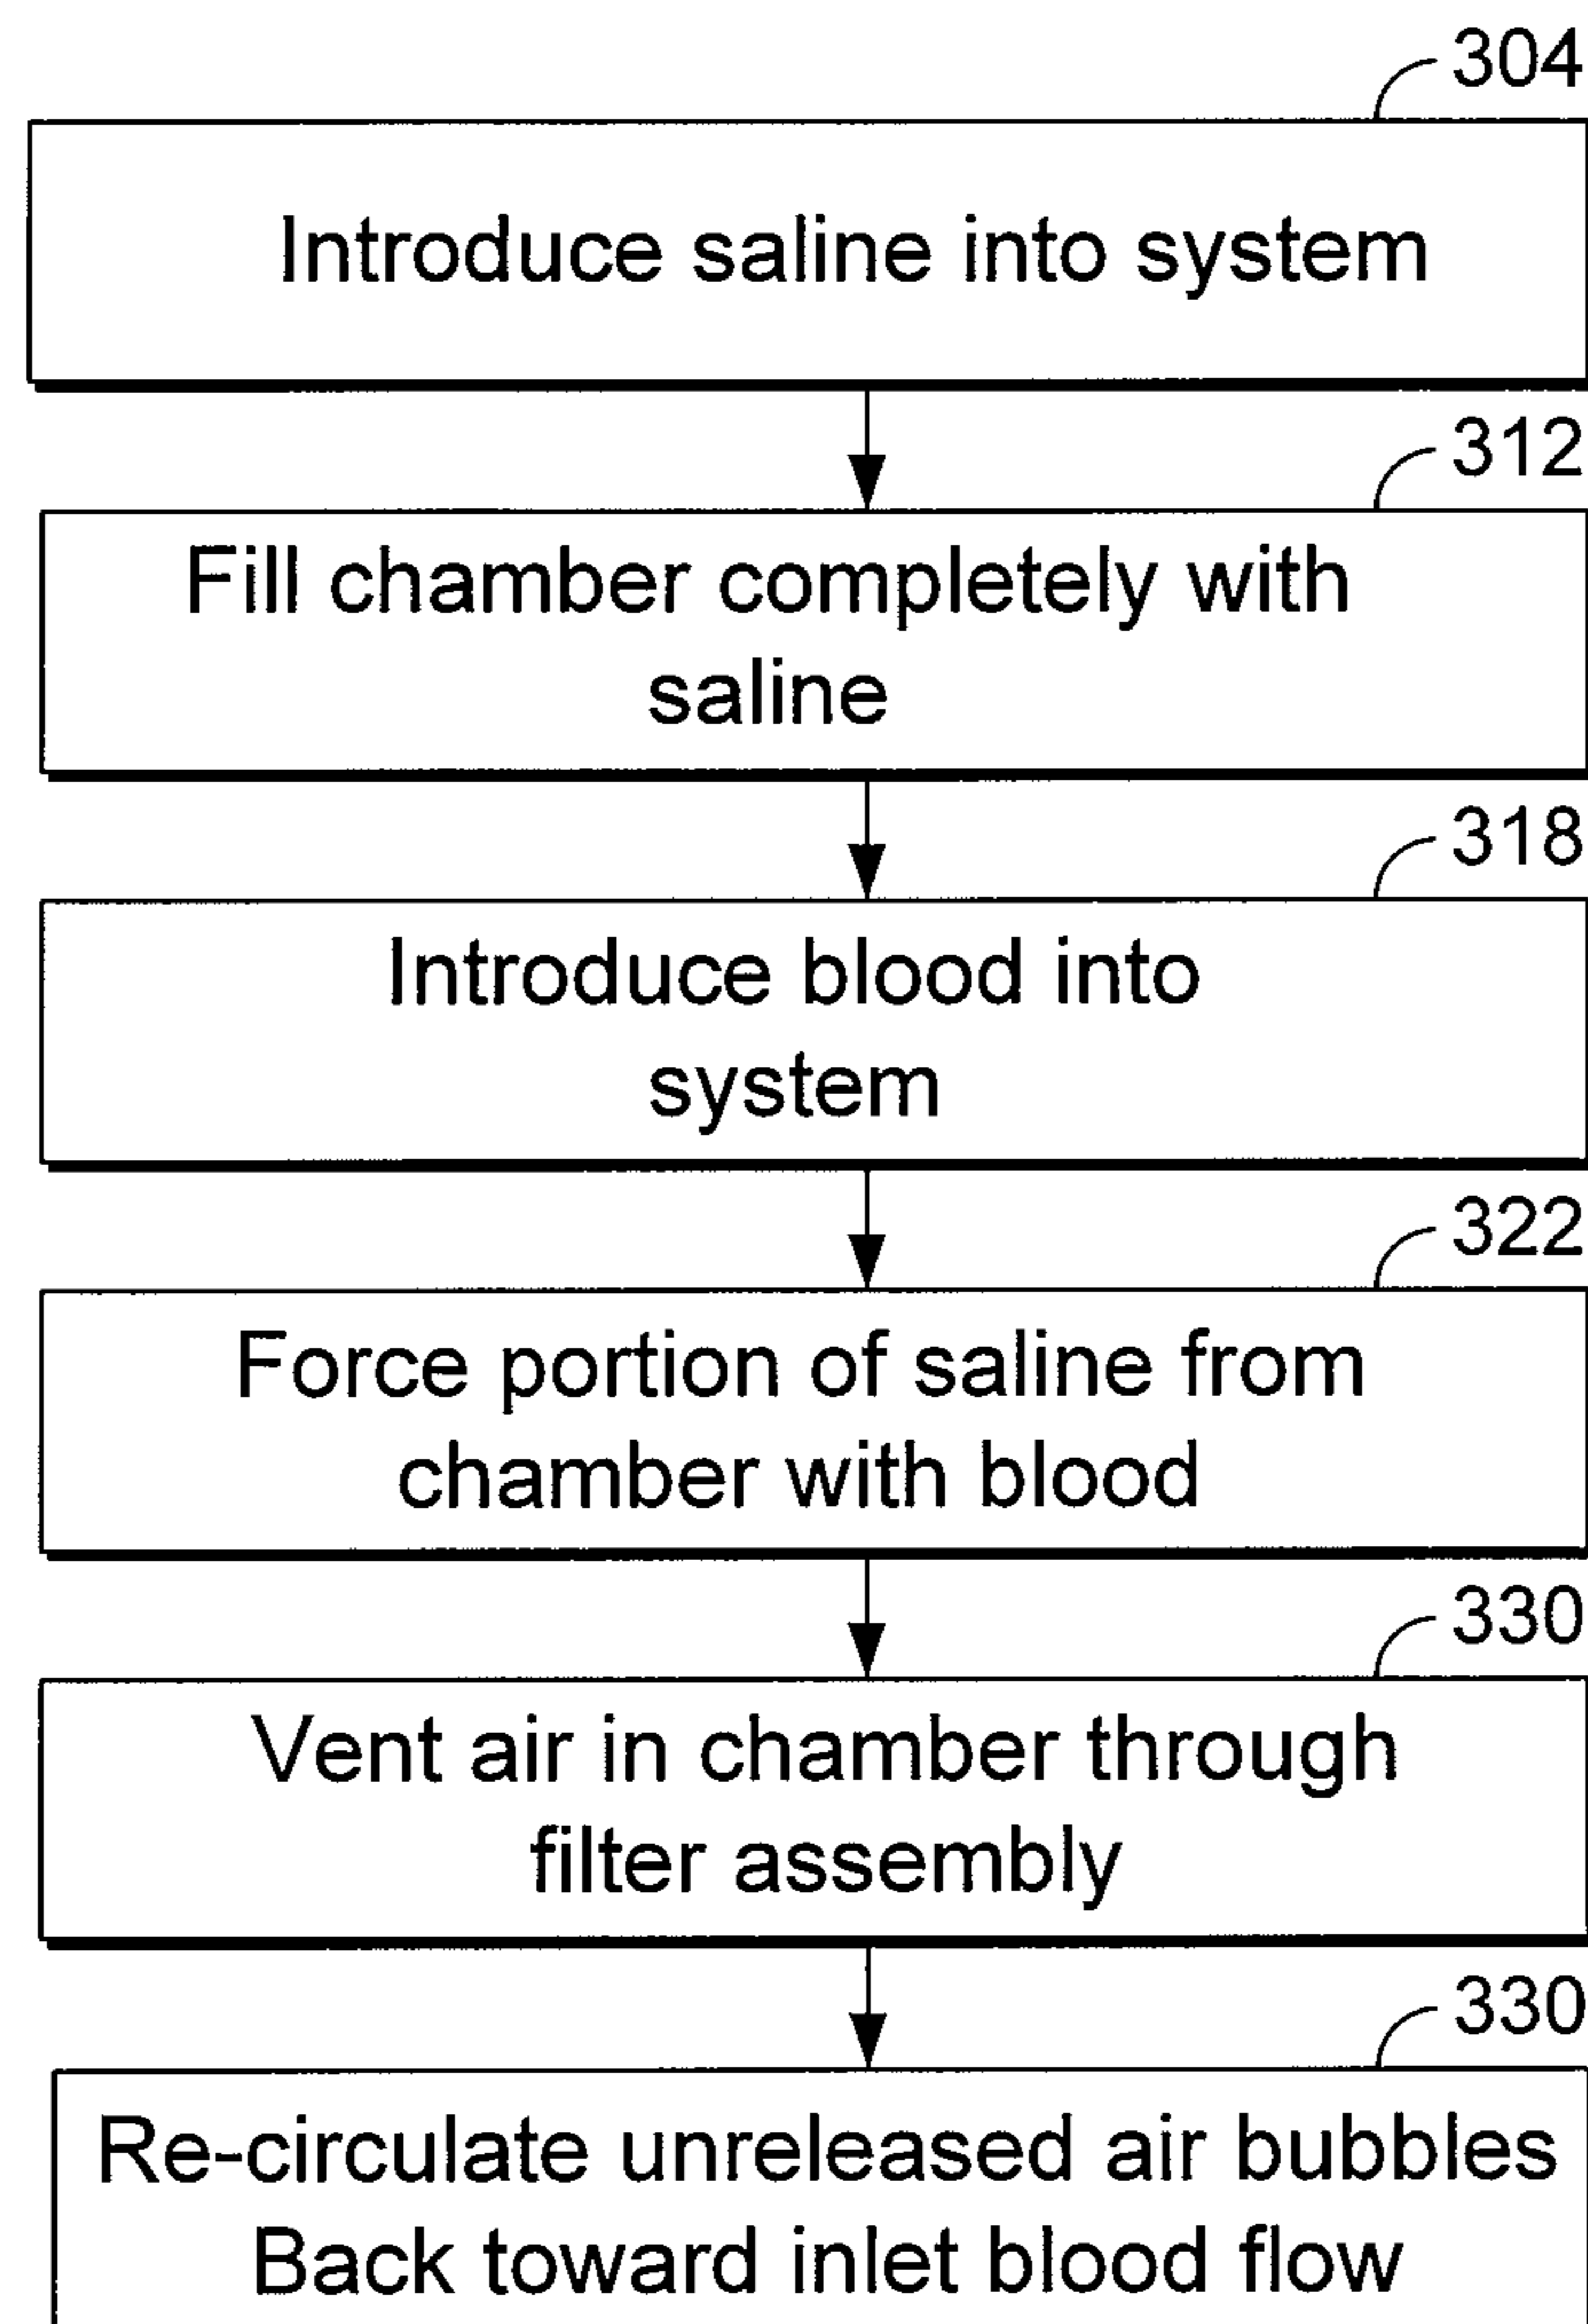 304
Introduce saline into system
312
Fill chamber completely with
saline
318
Introduce blood into
system
322
Force portion of saline from
chamber with blood
330
Vent air in chamber through
filter assembly
330
Re-circulate unreleased air bubbles
Back toward inlet blood flow